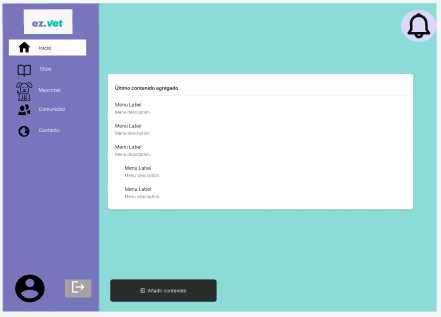 ez.vet
Inicio
Citas
Mascotas
Comunidad
Contacto
Último contenido agregado
Menu Label
Menu description.
Menu Label
Menu description.
Menu Label
Menu description.
Menu Label
Menu description.
Menu Label
Menu description.
Añadir contenido